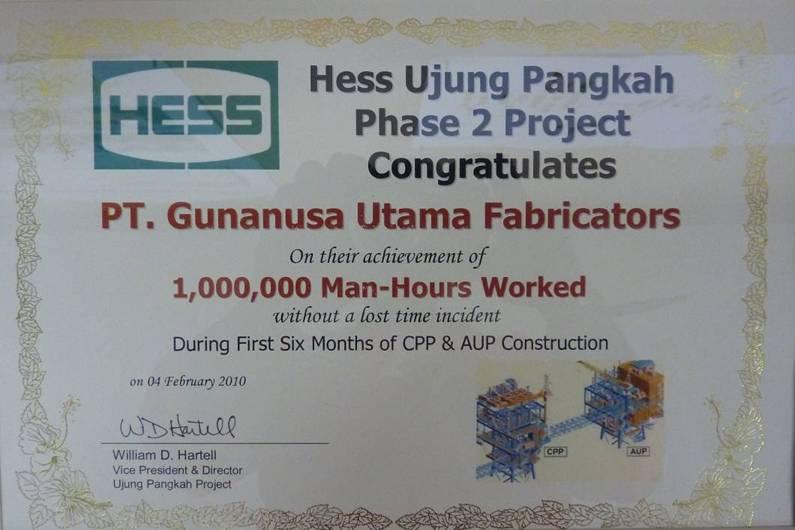 HESS
Hess Ujung Pangkah
Phase 2 Project
Congratulates
PT. Gunanusa Utama Fabricators
On their achievement of
1,000,000 Man-Hours Worked
without a lost time incident
During First Six Months of CPP & AUP Construction
on 04 February 2010
WDHartell
William D. Hartell
Vice President & Director
Ujung Pangkah Project
CPP
AUP